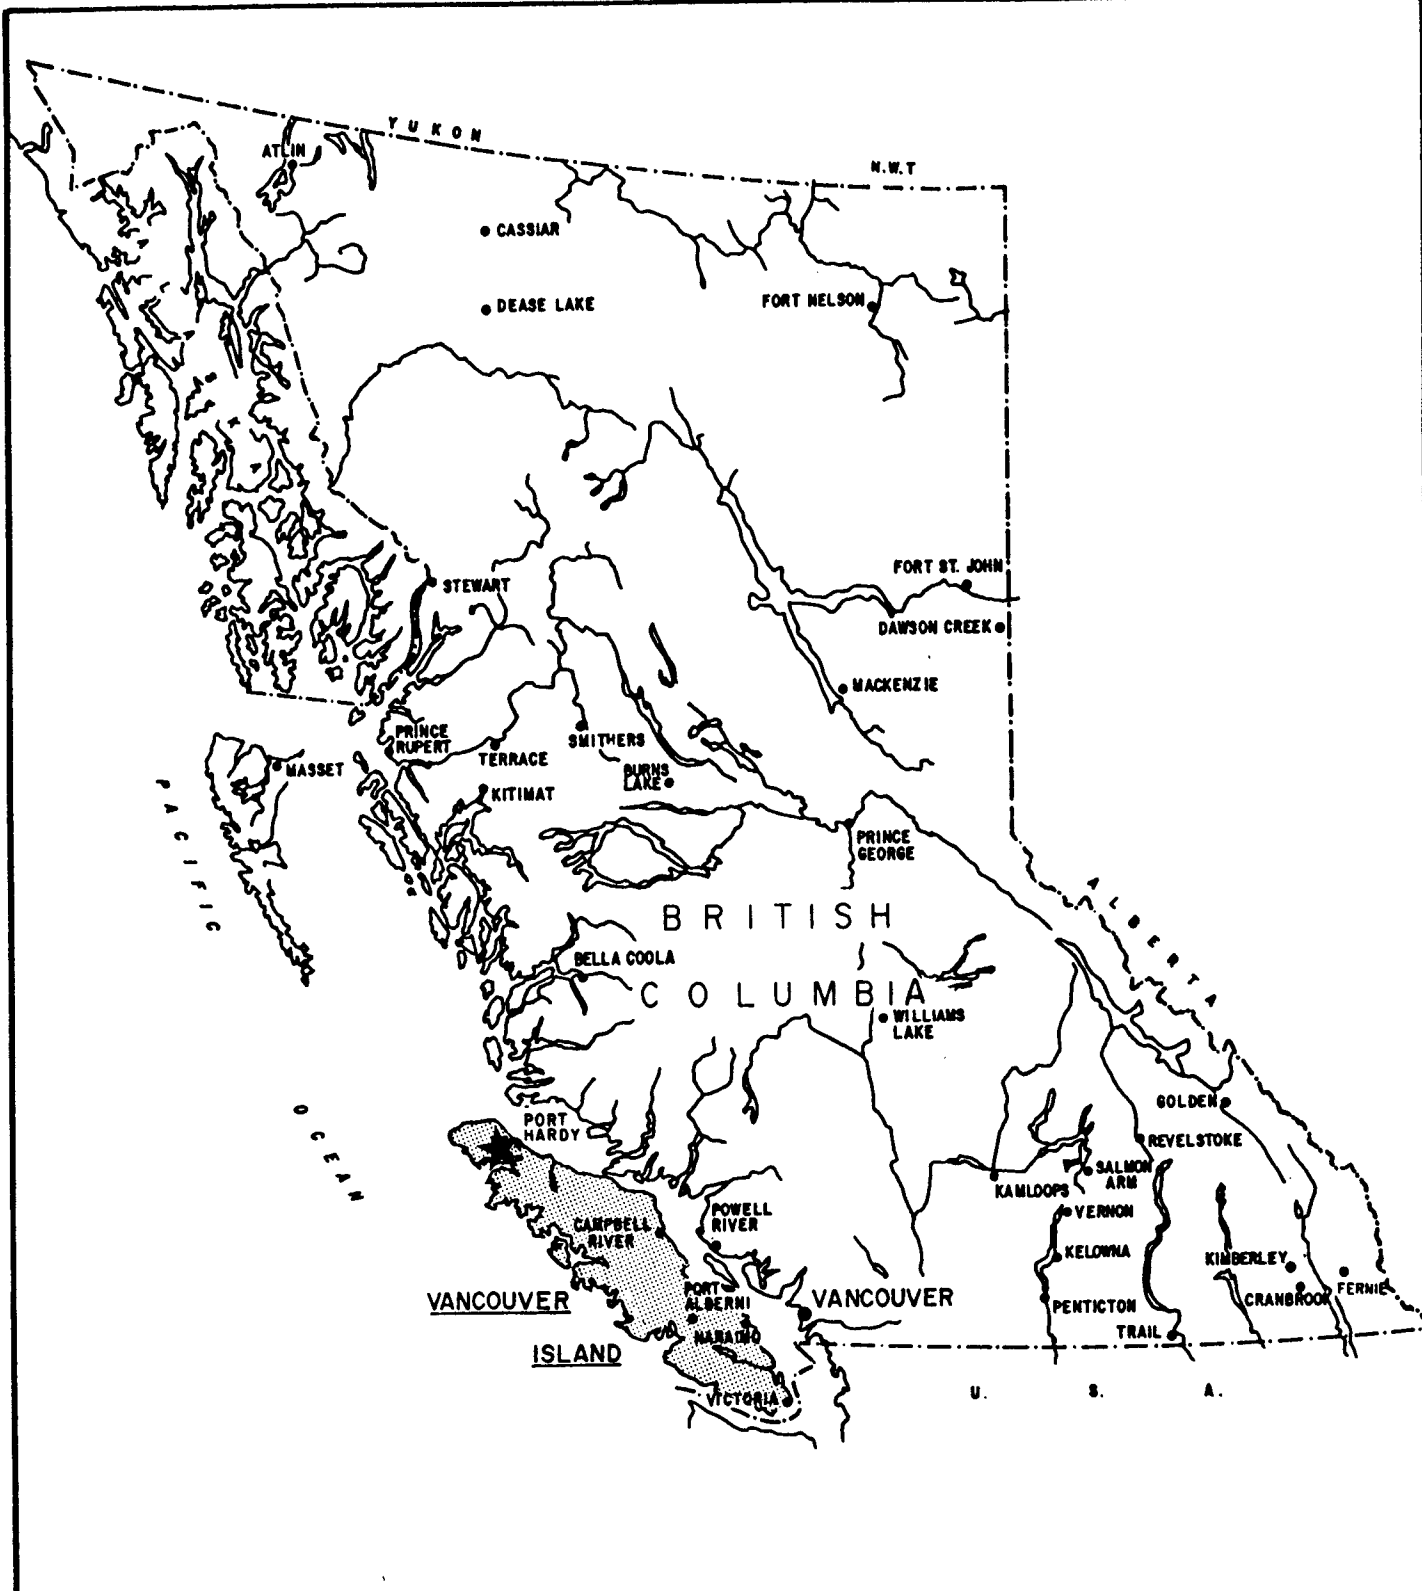 YUKON
N.W.T
ATLIN
CASSIAR
DEASE LAKE
FORT NELSON
ALASKA
STEWART
FORT ST. JOHN
DAWSON CREEK
MACKENZIE
PRINCE
RUPERT
TERRACE
SMITHERS
MASSET
BURNS
LAKE
KITIMAT
PACIFIC
PRINCE
GEORGE
ALBERTA
BRITISH
BELLA COOLA
COLUMBIA
WILLIAMS
LAKE
OCEAN
GOLDEN
PORT
HARDY
REVELSTOKE
SALMON
ARM
KAMLOOPS
POWELL
RIVER
VERNON
CAMPBELL
RIVER
KELOWNA
KIMBERLEY
PORT
ALBERNI
VANCOUVER
VANCOUVER
PENTICTON
CRANBROOK
FERNIE
NANAIMO
TRAIL
ISLAND
VICTORIA
U. S. A.